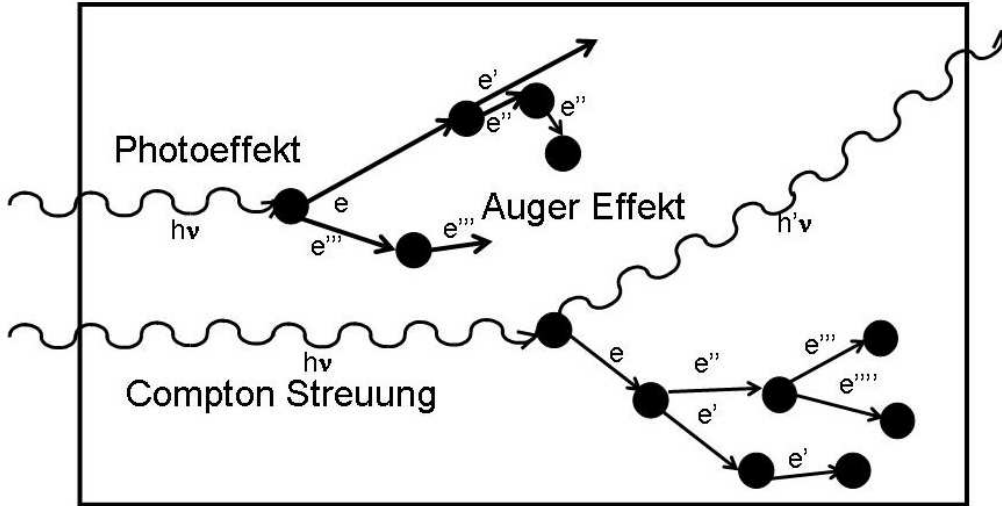 e'
e''
e''
Photoeffekt
e
Auger Effekt
hν
e'''
e'''
h'ν
hν
e
e''
e'''
e''''
Compton Streuung
e'
e'